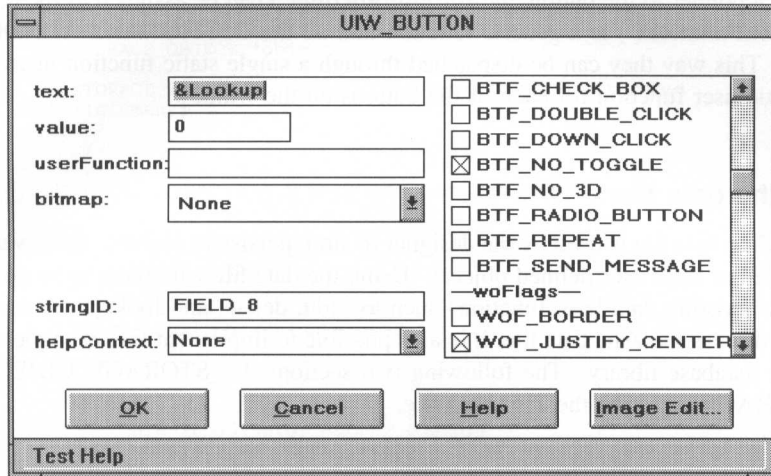 UIW_BUTTON
text: &Lookup
value: 0
userFunction:
bitmap: None
stringID: FIELD_8
helpContext: None
BTF_CHECK_BOX
BTF_DOUBLE_CLICK
BTF_DOWN_CLICK
BTF_NO_TOGGLE
BTF_NO_3D
BTF_RADIO_BUTTON
BTF_REPEAT
BTF_SEND_MESSAGE
—woFlags—
WOF_BORDER
WOF_JUSTIFY_CENTER
OK Cancel Help Image Edit...
Test Help